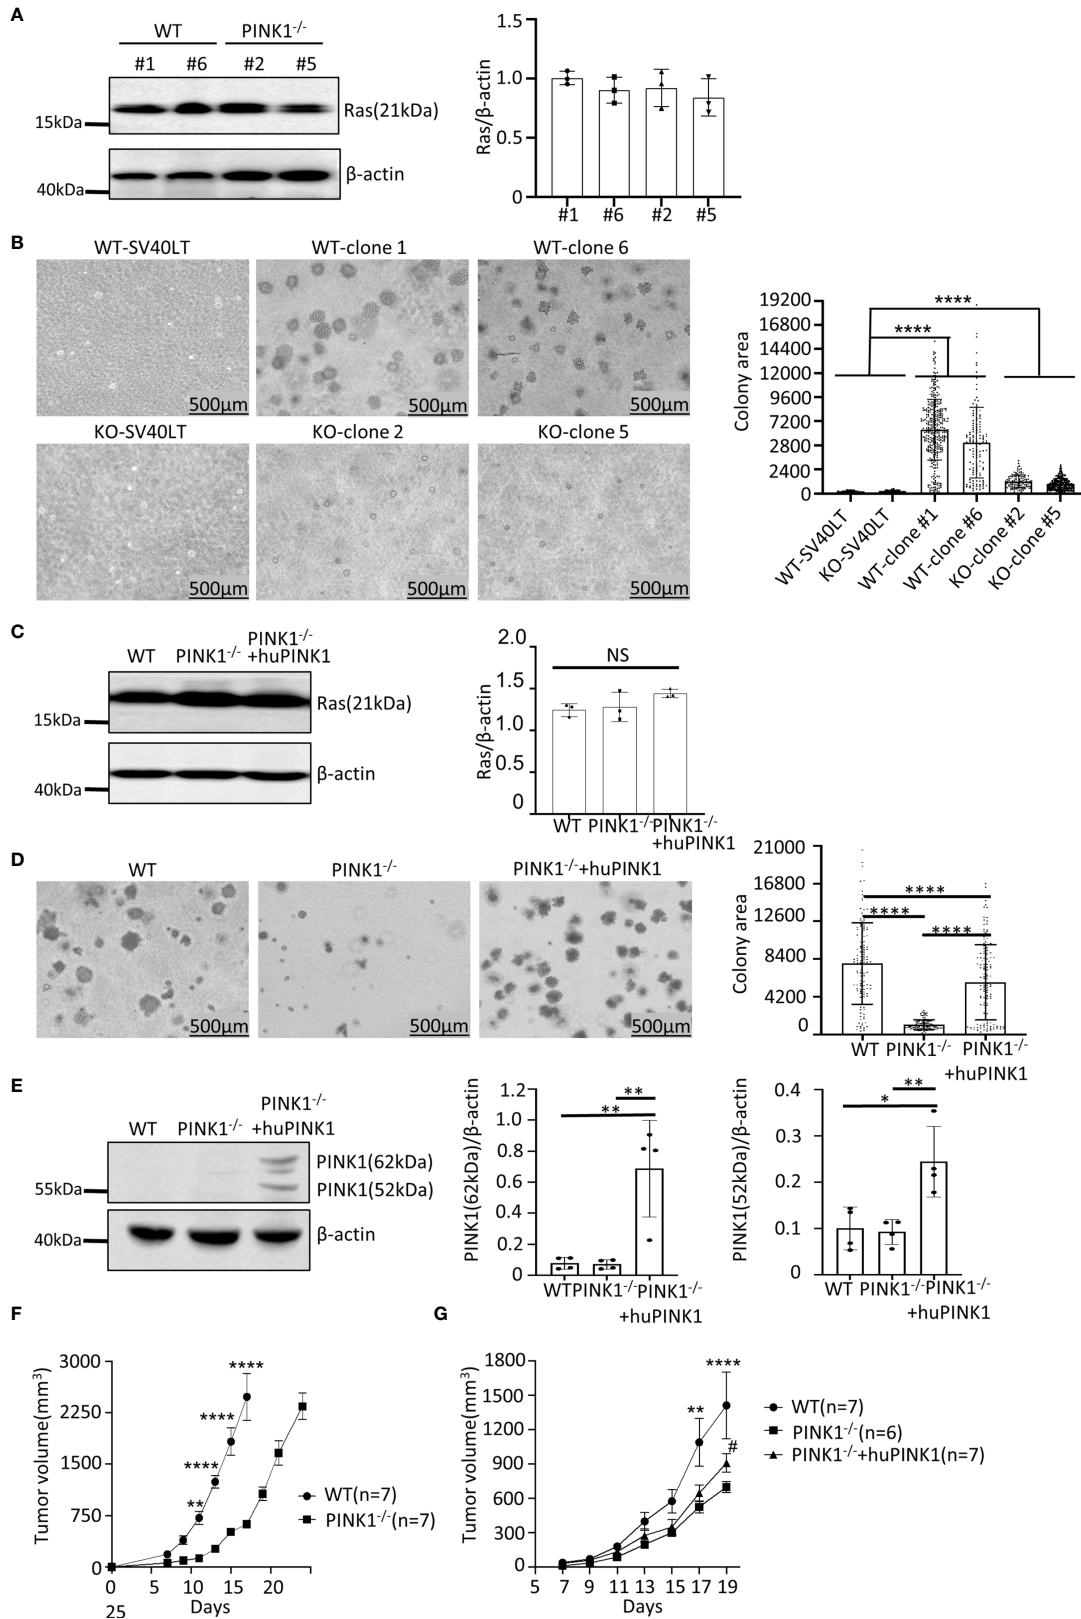 A
WT PINK1-/-
#1 #6 #2 #5
Ras(21kDa)
15kDa
β-actin
40kDa
Ras/β-actin
1.5
1.0
0.5
0
#1 #6 #2 #5
B
WT-SV40LT WT-clone 1 WT-clone 6
500µm 500µm 500µm
KO-SV40LT KO-clone 2 KO-clone 5
500µm 500µm 500µm
Colony area
19200
16800
14400
12000
9600
7200
2800
2400
0
****
****
WT-SV40LT
KO-SV40LT
WT-clone #1
WT-clone #6
KO-clone #2
KO-clone #5
C
WT PINK1-/- PINK1-/-
+huPINK1
Ras(21kDa)
15kDa
β-actin
40kDa
Ras/β-actin
2.0
1.5
1.0
0.5
0
NS
WT PINK1-/- PINK1-/-
+huPINK1
D
WT PINK1-/- PINK1-/-+huPINK1
500µm 500µm 500µm
Colony area
21000
16800
12600
8400
4200
0
****
****
****
WT PINK1-/- PINK1-/-
+huPINK1
E
WT PINK1-/- PINK1-/-
+huPINK1
PINK1(62kDa)
PINK1(52kDa)
55kDa
β-actin
40kDa
PINK1(62kDa)/β-actin
1.2
1.0
0.8
0.6
0.4
0.2
0
**
**
WT PINK1-/- PINK1-/-
+huPINK1
PINK1(52kDa)/β-actin
0.4
0.3
0.2
0.1
0
**
*
WT PINK1-/- PINK1-/-
+huPINK1
F
Tumor volume(mm3)
3000
2250
1500
750
0
****
****
****
**
WT(n=7)
PINK1-/-(n=7)
0 5 10 15 20
25
Days
G
Tumor volume(mm3)
1800
1500
1200
900
600
300
0
****
**
#
WT(n=7)
PINK1-/-(n=6)
PINK1-/-+huPINK1(n=7)
5 7 9 11 13 15 17 19
Days